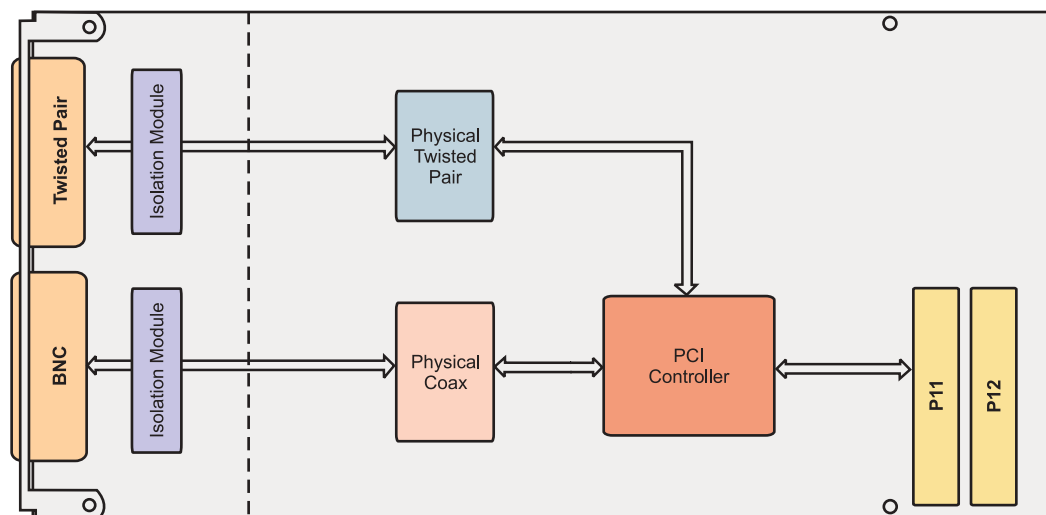 Twisted Pair
Isolation Module
Physical
Twisted
Pair
BNC
Isolation Module
Physical
Coax
PCI
Controller
P11
P12